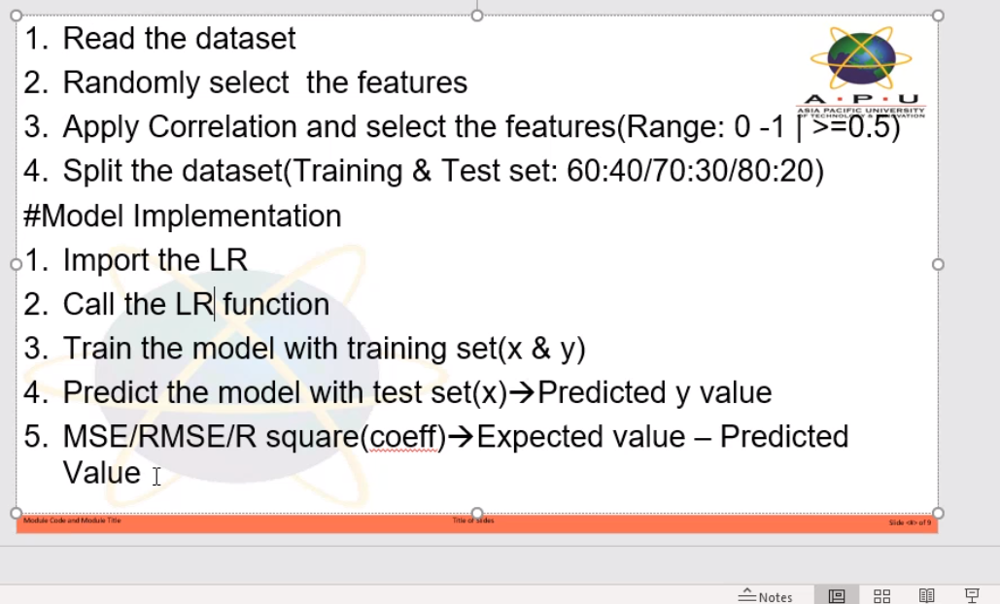 1. Read the dataset
2. Randomly select  the features
3. Apply Correlation and select the features(Range: 0 -1 | >=0.5)
4. Split the dataset(Training & Test set: 60:40/70:30/80:20)
#Model Implementation
1. Import the LR
2. Call the LR function
3. Train the model with training set(x & y)
4. Predict the model with test set(x)→Predicted y value
5. MSE/RMSE/R square(coeff)→Expected value – Predicted
Value
A · P · U
ASIA PACIFIC UNIVERSITY
OF TECHNOLOGY & INNOVATION
Module Code and Module Title
Title of Slides
Slide <#> of 9
Notes